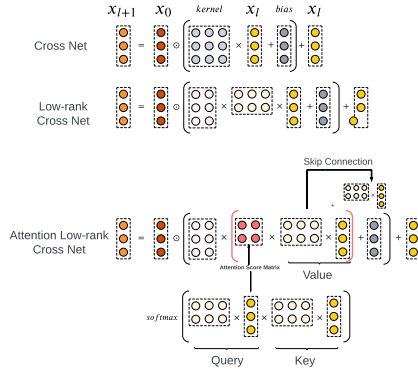 x_{l+1} x_0 kernel x_l bias x_l
Cross Net = ⊙ × + +
Low-rank
Cross Net
= ⊙ × × + +
Skip Connection
×
+
Attention Low-rank
Cross Net
= ⊙ × × × + +
Attention Score Matrix
Value
softmax × × ×
Query Key